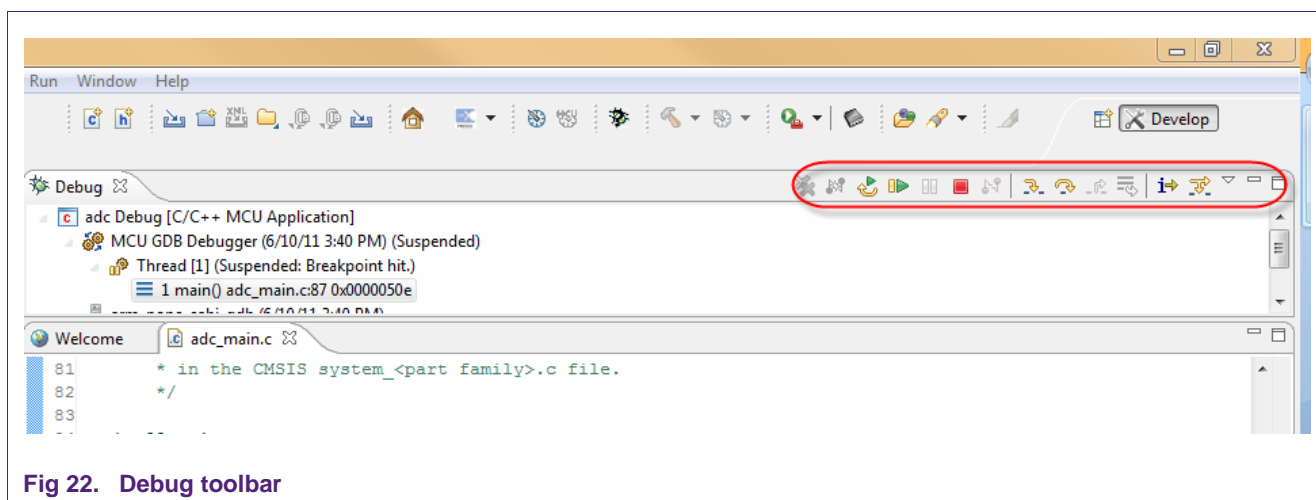 Run Window Help
Develop
Debug
adc Debug [C/C++ MCU Application]
MCU GDB Debugger (6/10/11 3:40 PM) (Suspended)
Thread [1] (Suspended: Breakpoint hit.)
1 main() adc_main.c:87 0x0000050e
Welcome adc_main.c
81 * in the CMSIS system_<part family>.c file.
82 */
83
Fig 22. Debug toolbar